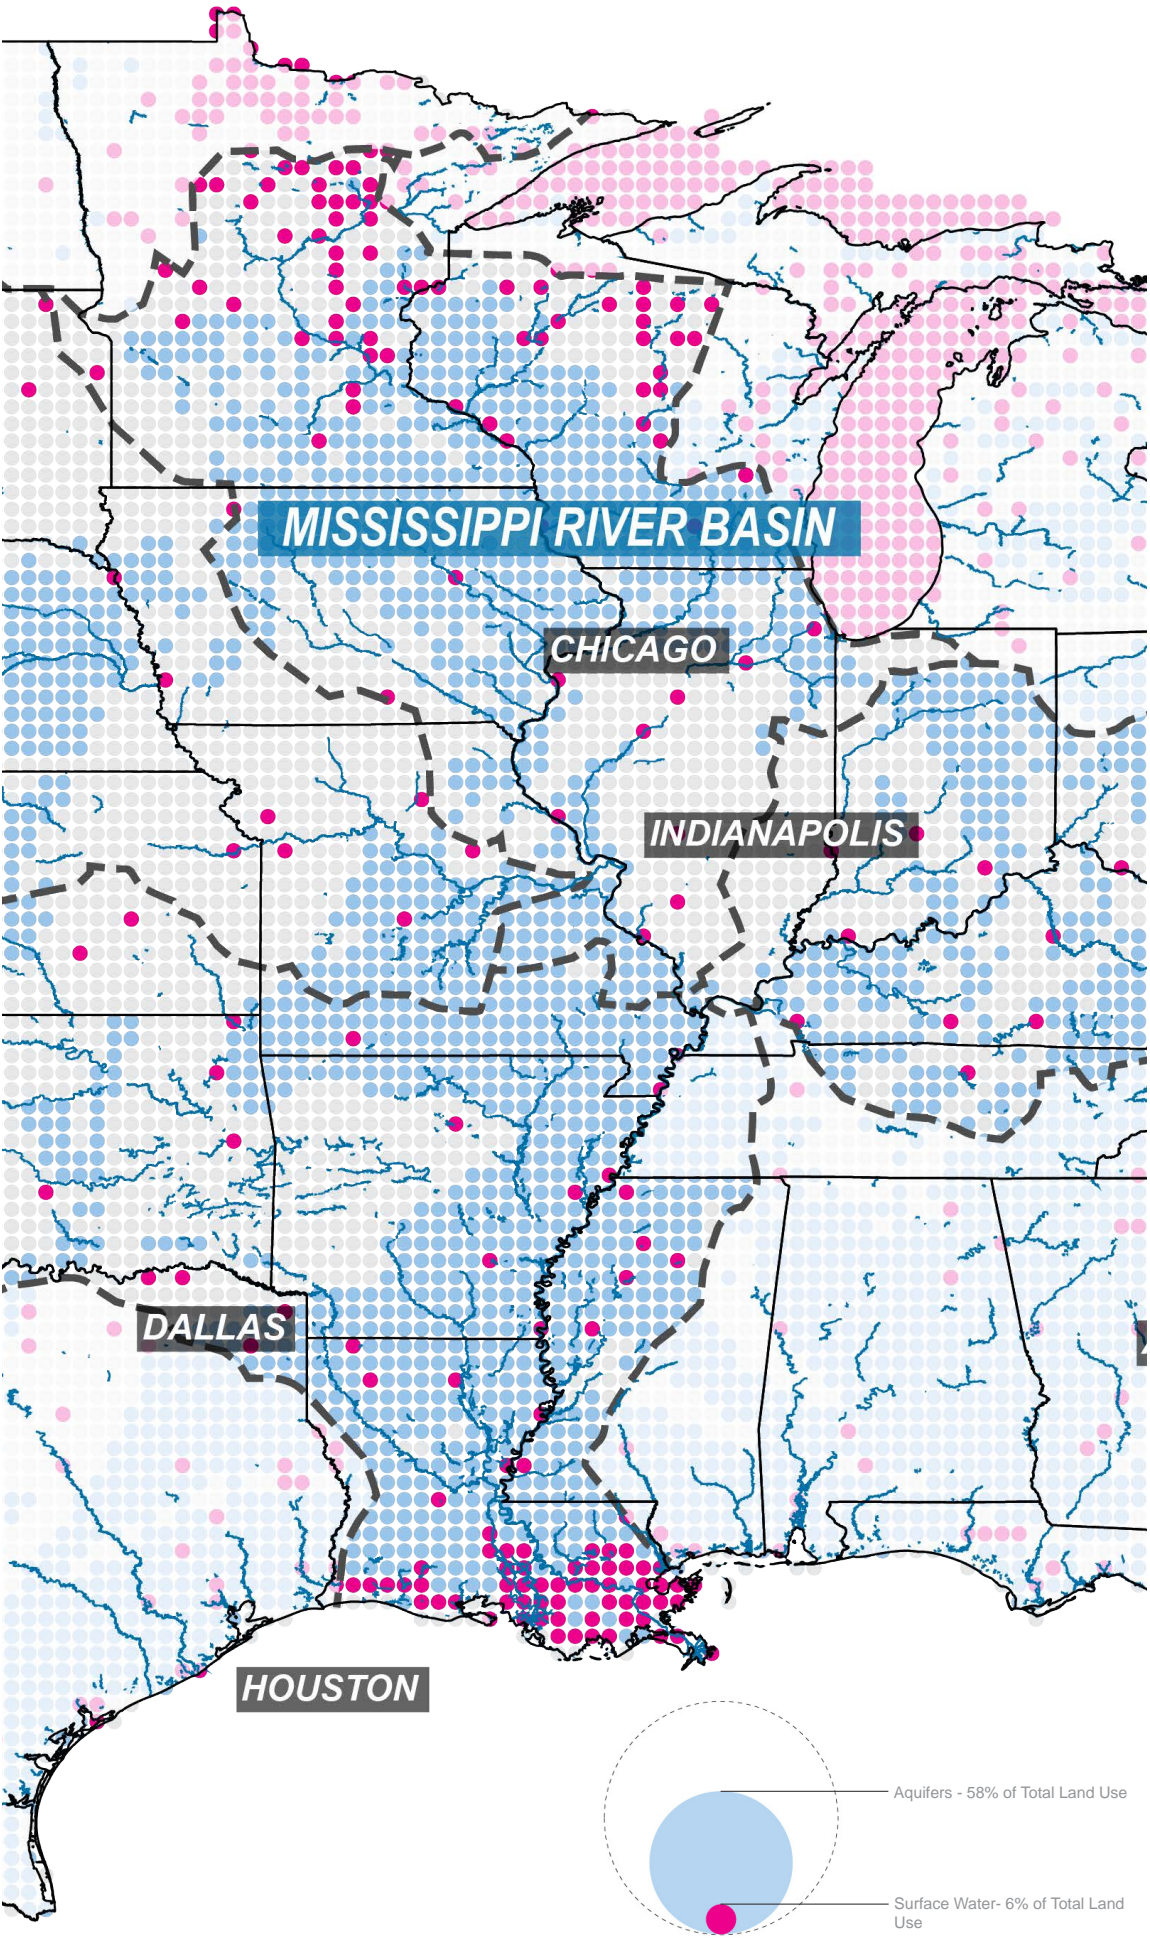 MISSISSIPPI RIVER BASIN
CHICAGO
INDIANAPOLIS
DALLAS
HOUSTON
Aquifers - 58% of Total Land Use
Surface Water- 6% of Total Land
Use